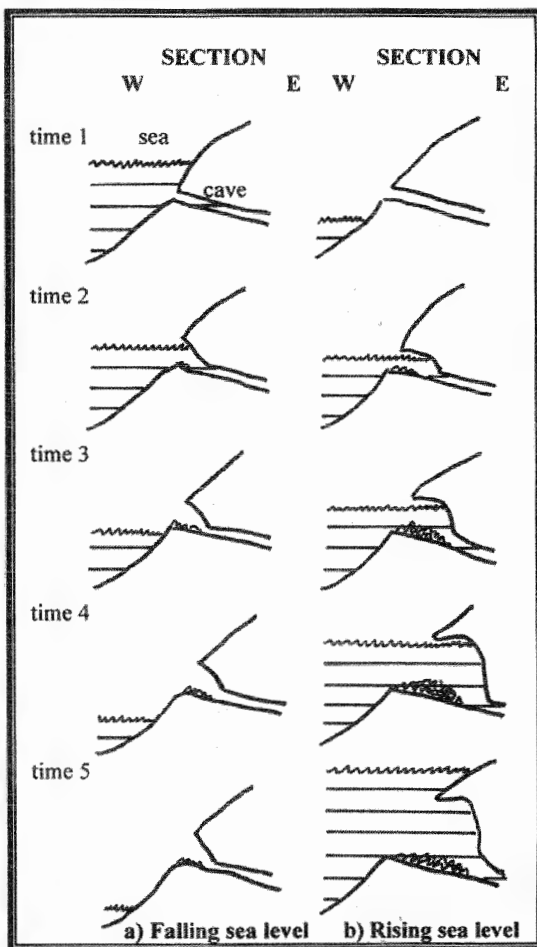 SECTION SECTION
W E W E
time 1 sea
cave
time 2
time 3
time 4
time 5
a) Falling sea level b) Rising sea level